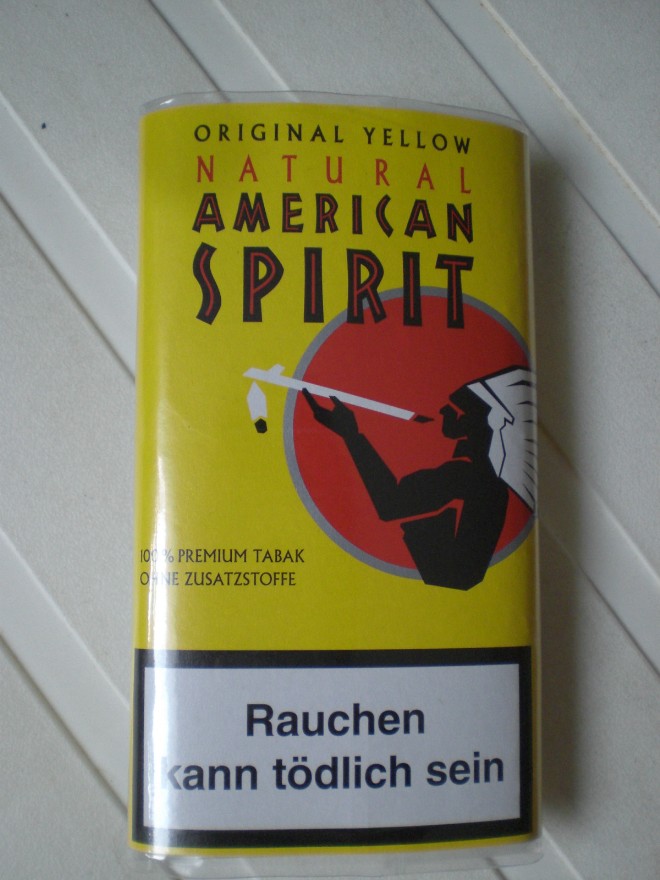 ORIGINAL YELLOW
NATURAL
AMERICAN
SPIRIT
100% PREMIUM TABAK
OHNE ZUSATZSTOFFE
Rauchen
kann tödlich sein